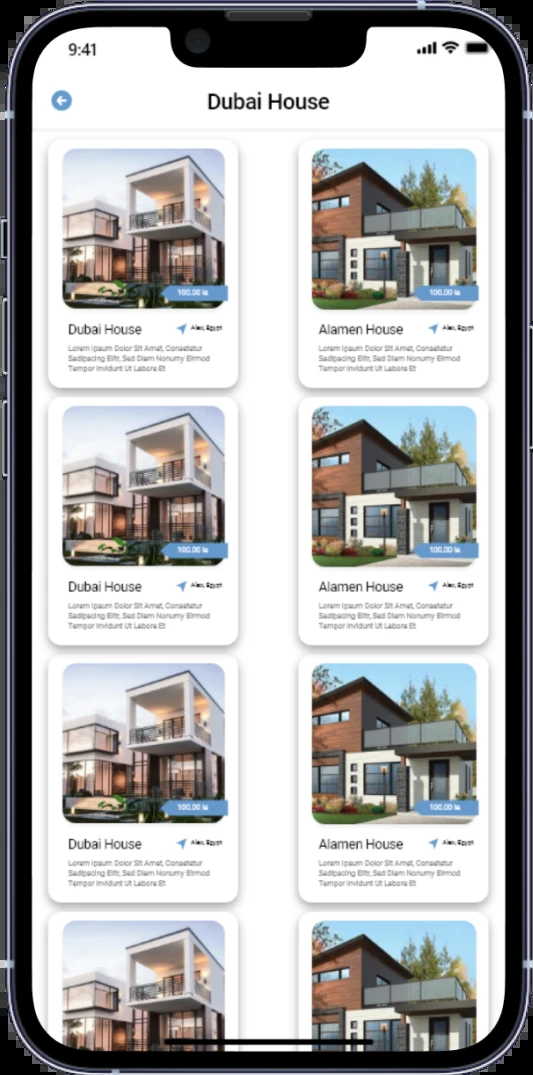 9:41
Dubai House
100.00 le
100.00 le
Dubai House
Alex, Egypt
Alamen House
Alex, Egypt
Lorem Ipsum Dolor Sit Amet, Consetetur
Sadipscing Elitr, Sed Diam Nonumy Eirmod
Tempor Invidunt Ut Labore Et
Lorem Ipsum Dolor Sit Amet, Consetetur
Sadipscing Elitr, Sed Diam Nonumy Eirmod
Tempor Invidunt Ut Labore Et
100.00 le
100.00 le
Dubai House
Alex, Egypt
Alamen House
Alex, Egypt
Lorem Ipsum Dolor Sit Amet, Consetetur
Sadipscing Elitr, Sed Diam Nonumy Eirmod
Tempor Invidunt Ut Labore Et
Lorem Ipsum Dolor Sit Amet, Consetetur
Sadipscing Elitr, Sed Diam Nonumy Eirmod
Tempor Invidunt Ut Labore Et
100.00 le
100.00 le
Dubai House
Alex, Egypt
Alamen House
Alex, Egypt
Lorem Ipsum Dolor Sit Amet, Consetetur
Sadipscing Elitr, Sed Diam Nonumy Eirmod
Tempor Invidunt Ut Labore Et
Lorem Ipsum Dolor Sit Amet, Consetetur
Sadipscing Elitr, Sed Diam Nonumy Eirmod
Tempor Invidunt Ut Labore Et